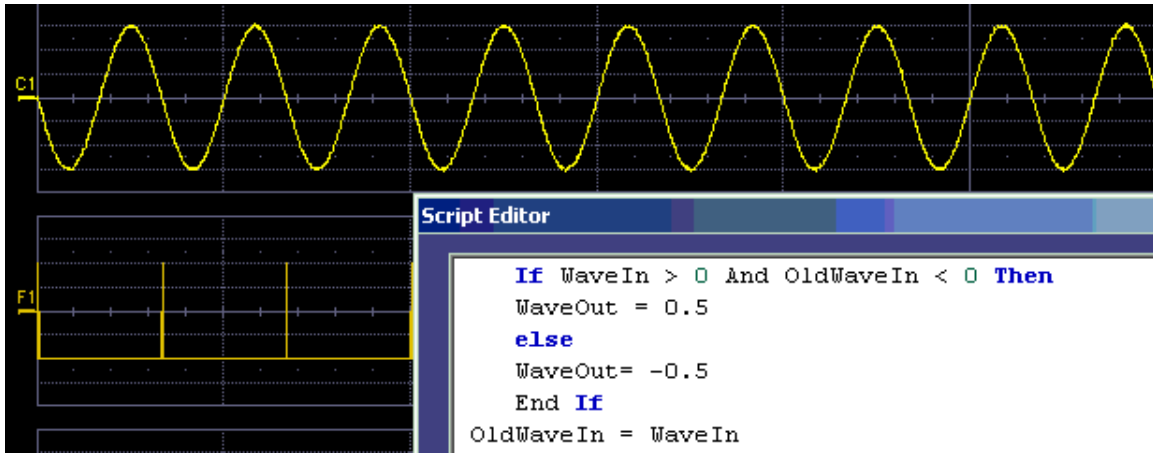 C1
F1
Script Editor
If WaveIn > 0 And OldWaveIn < 0 Then
WaveOut = 0.5
else
WaveOut= -0.5
End If
OldWaveIn = WaveIn